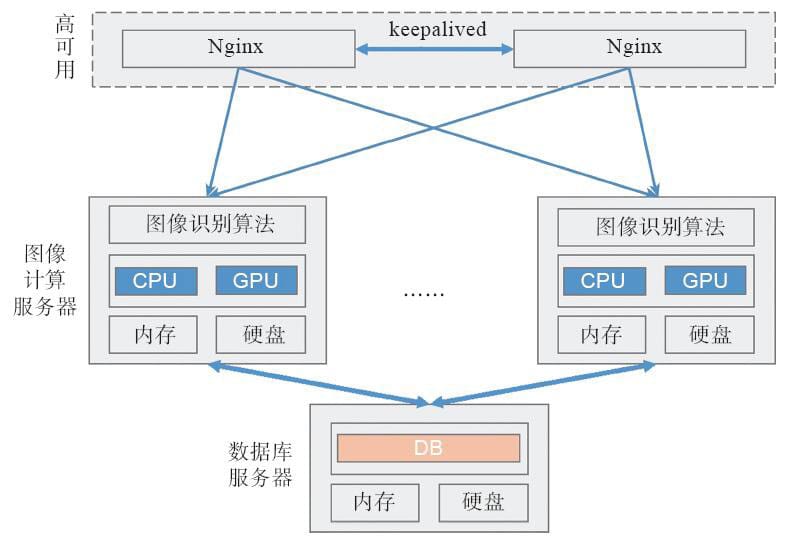 高
可
用
Nginx
keepalived
Nginx
图像
计算
服务器
图像识别算法
CPU
GPU
内存
硬盘
……
图像识别算法
CPU
GPU
内存
硬盘
数据库
服务器
DB
内存
硬盘